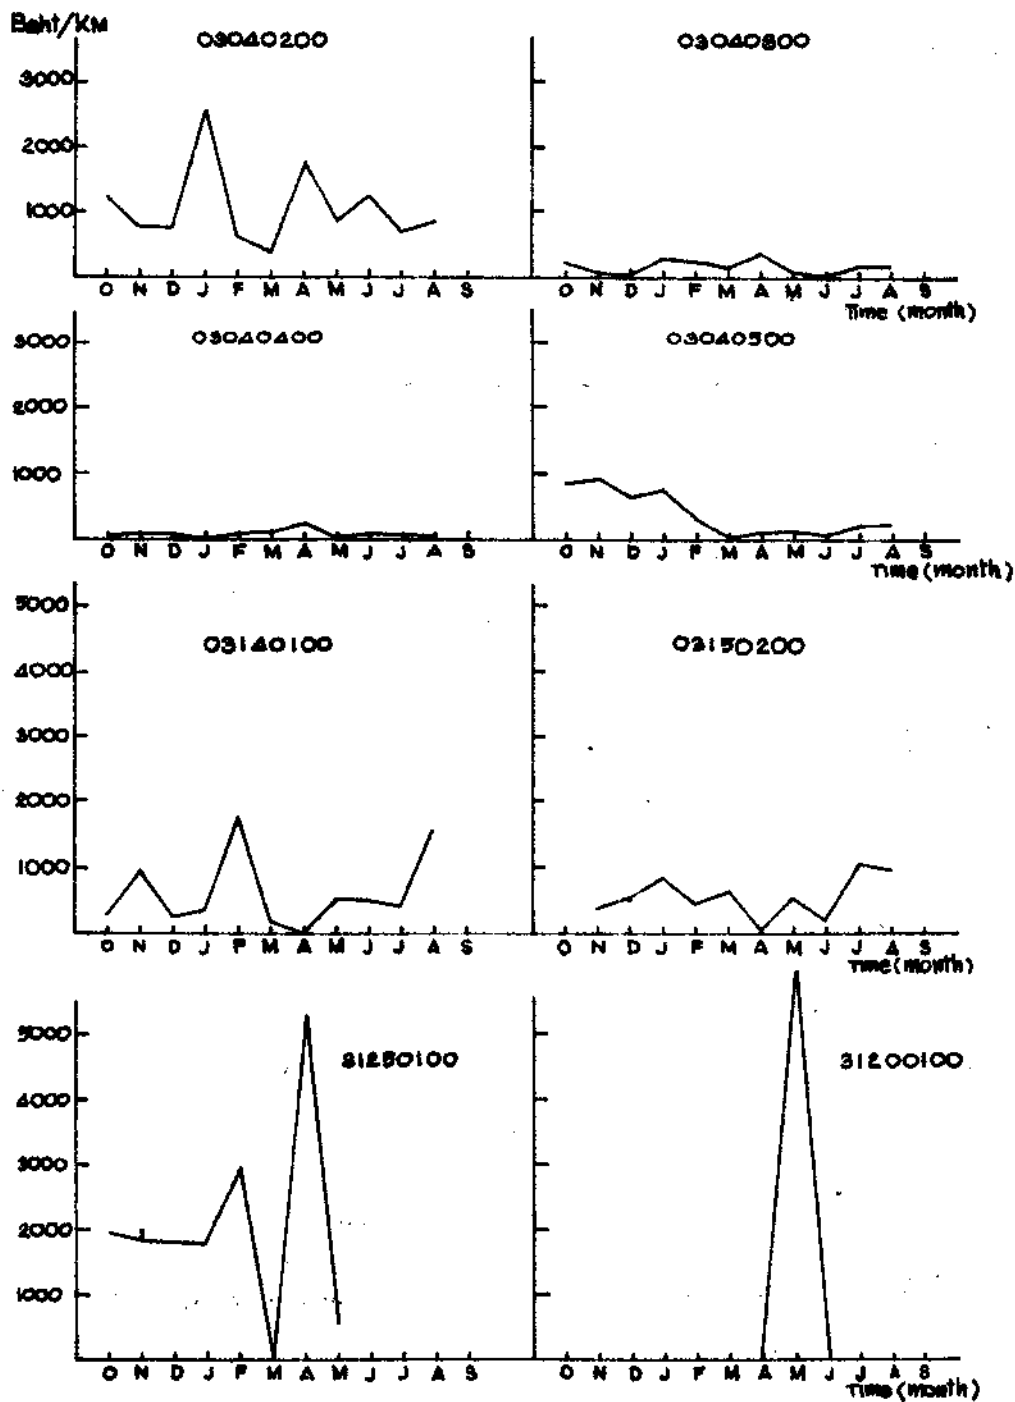 Baht/KM
03040200 03040800
3000
2000
1000
O N D J F M A M J J A S O N D J F M A M J J A S
Time (month)
03040400 03040500
3000
2000
1000
O N D J F M A M J J A S O N D J F M A M J J A S
Time (month)
5000
03140100 03150200
4000
3000
2000
1000
O N D J F M A M J J A S O N D J F M A M J J A S
Time (month)
5000
31250100 31200100
4000
3000
2000
1000
O N D J F M A M J J A S O N D J F M A M J J A S
Time (month)